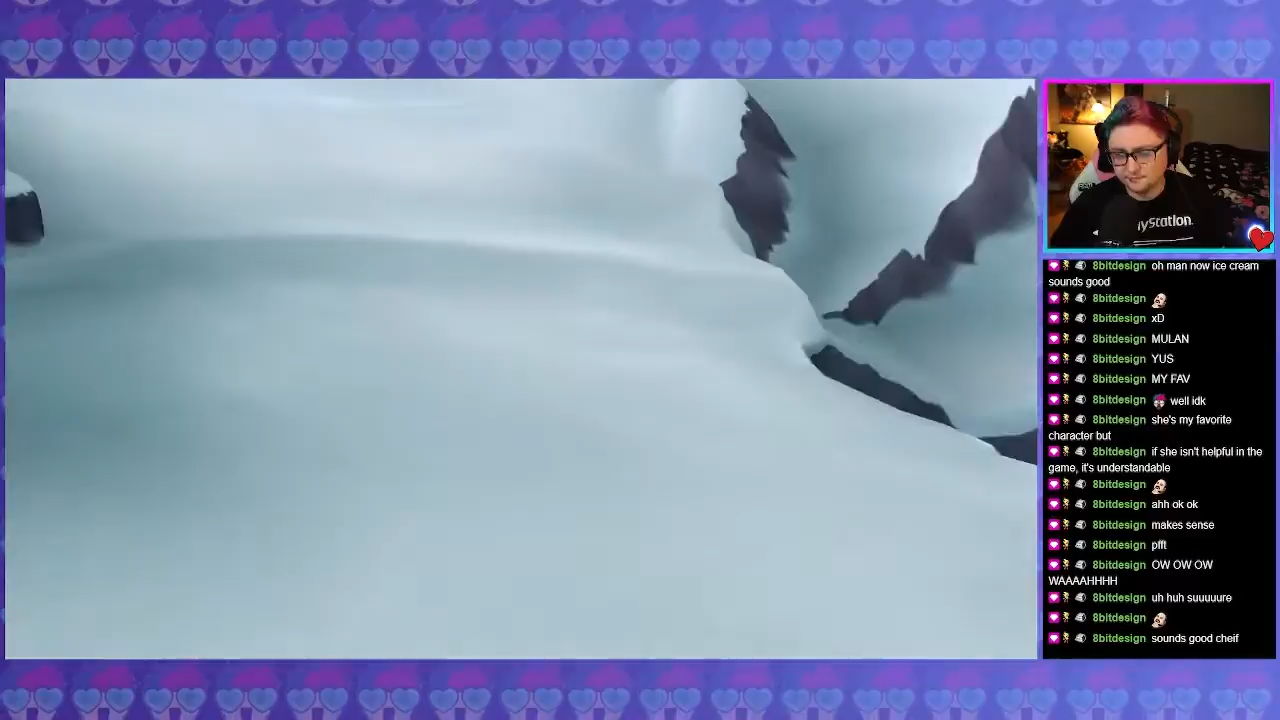 lyStation
8bitdesign oh man now ice cream
sounds good
8bitdesign
8bitdesign xD
8bitdesign MULAN
8bitdesign YUS
8bitdesign MY FAV
8bitdesign well idk
8bitdesign she's my favorite
character but
8bitdesign if she isn't helpful in the
game, it's understandable
8bitdesign
8bitdesign ahh ok ok
8bitdesign makes sense
8bitdesign pfft
8bitdesign OW OW OW
WAAAAHHHH
8bitdesign uh huh suuuuure
8bitdesign
8bitdesign sounds good cheif